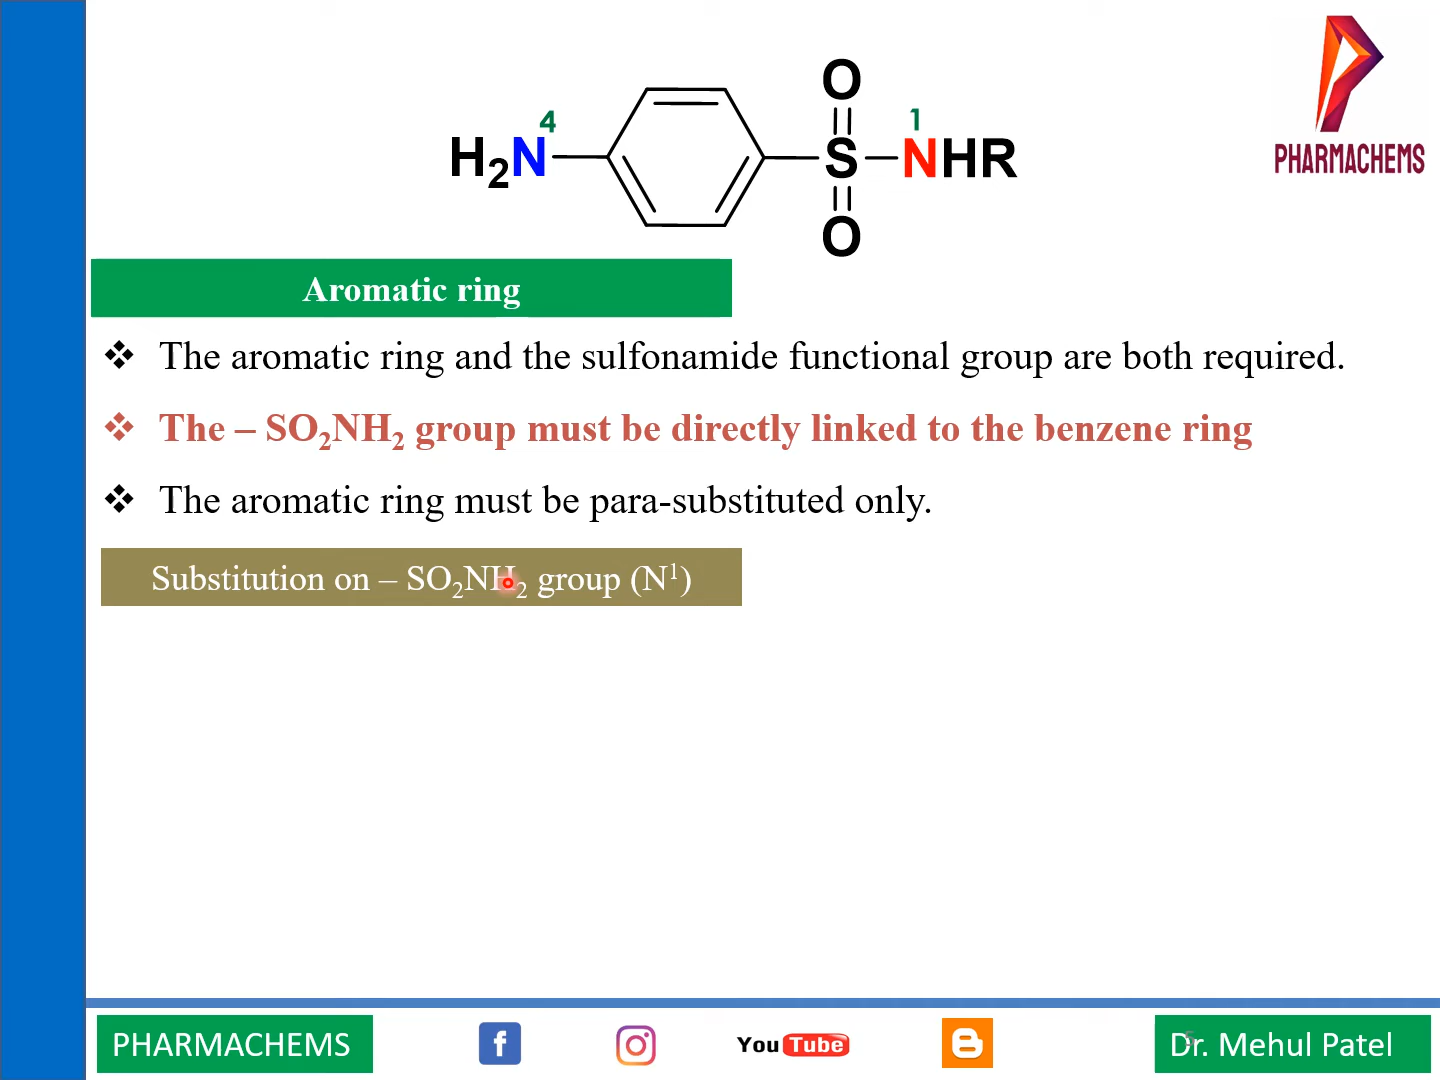 O
4 1
H₂N S NHR
O
PHARMACHEMS
Aromatic ring
❖ The aromatic ring and the sulfonamide functional group are both required.
❖ The – SO₂NH₂ group must be directly linked to the benzene ring
❖ The aromatic ring must be para-substituted only.
Substitution on – SO₂NH₂ group (N¹)
PHARMACHEMS f You Tube B Dr. Mehul Patel
5